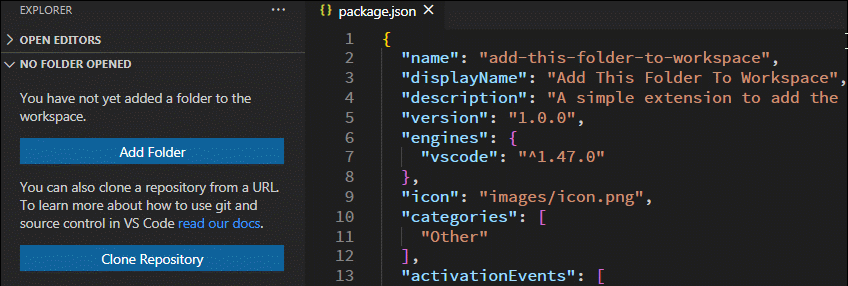 EXPLORER
OPEN EDITORS
NO FOLDER OPENED
You have not yet added a folder to the
workspace.
Add Folder
You can also clone a repository from a URL.
To learn more about how to use git and
source control in VS Code read our docs.
Clone Repository
{} package.json
1 {
2 "name": "add-this-folder-to-workspace",
3 "displayName": "Add This Folder To Workspace",
4 "description": "A simple extension to add the
5 "version": "1.0.0",
6 "engines": {
7 "vscode": "^1.47.0"
8 },
9 "icon": "images/icon.png",
10 "categories": [
11 "Other"
12 ],
13 "activationEvents": [